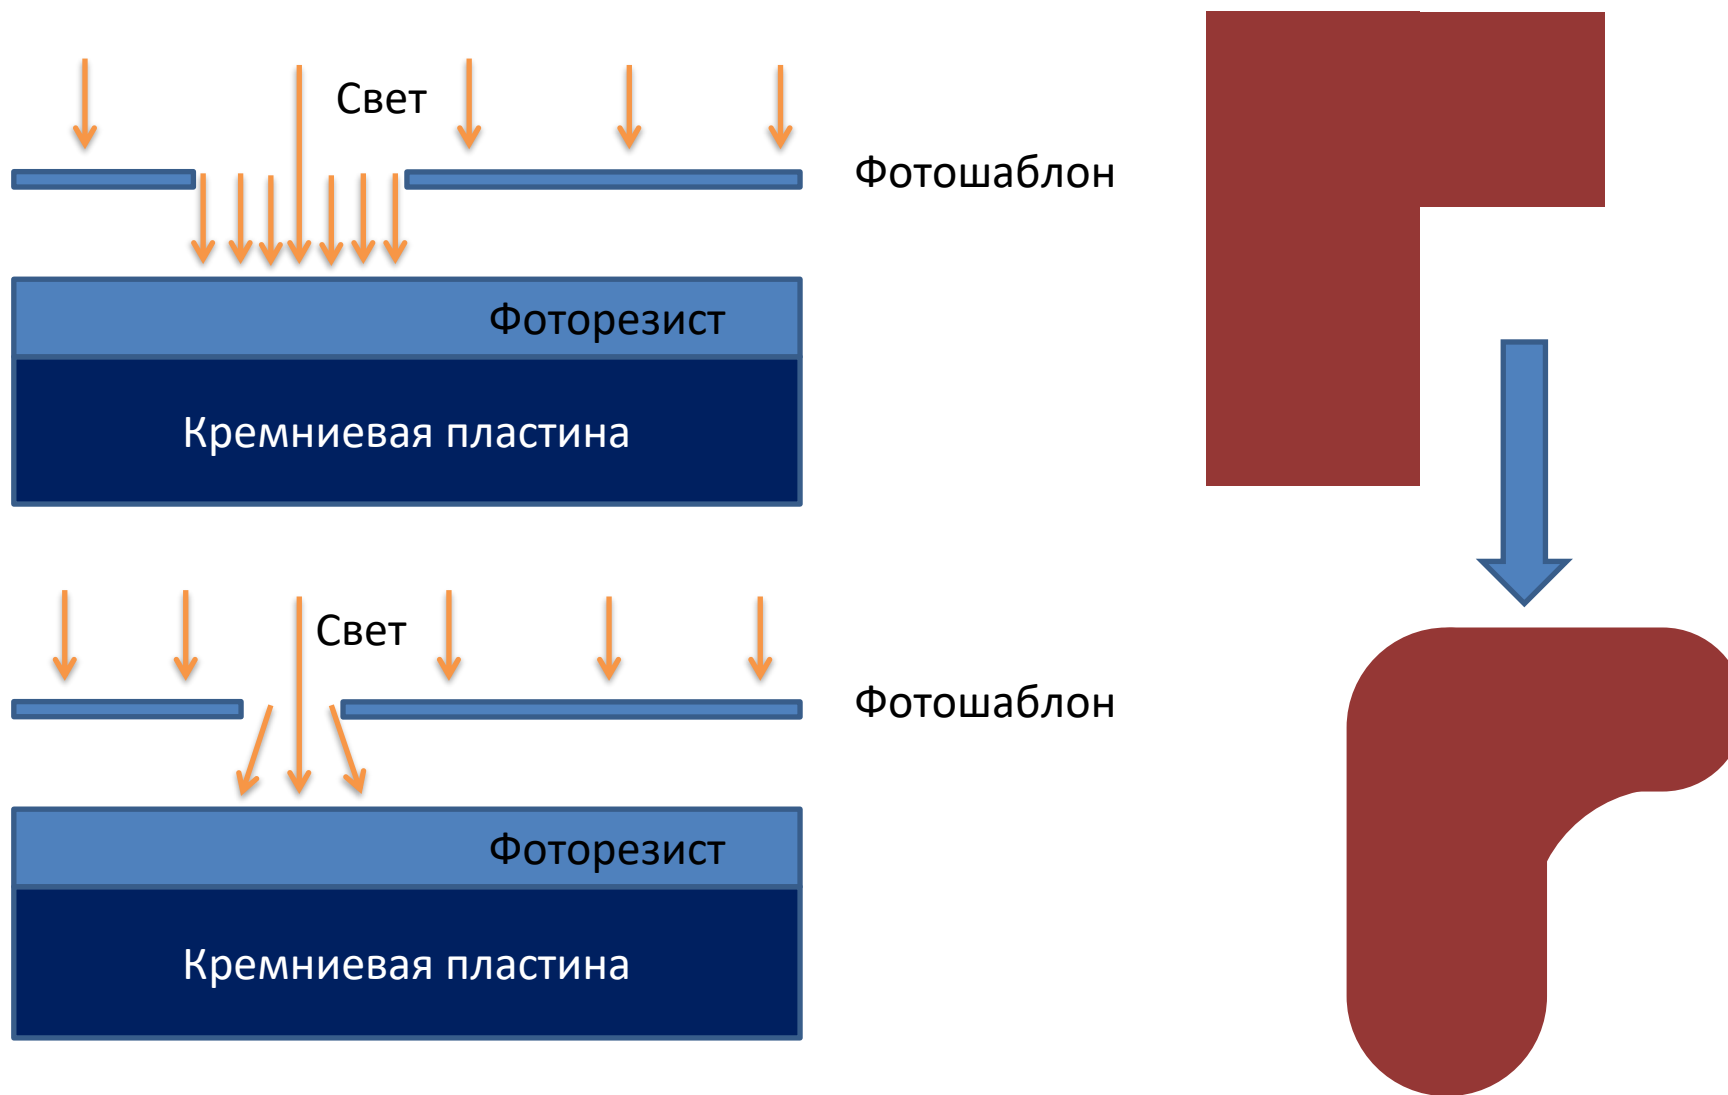 Свет
Фотошаблон
Фоторезист
Кремниевая пластина
Свет
Фотошаблон
Фоторезист
Кремниевая пластина